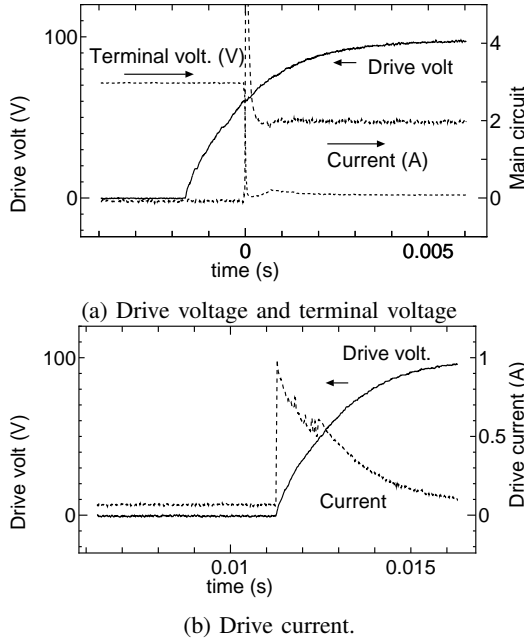 100
Terminal volt. (V)
Drive volt
Current (A)
0
Drive volt (V)
4
3
2
1
0
Main circuit
0
0.005
time (s)
(a) Drive voltage and terminal voltage
100
Drive volt.
Current
0
Drive volt (V)
1
0.5
0
Drive current (A)
0.01
0.015
time (s)
(b) Drive current.